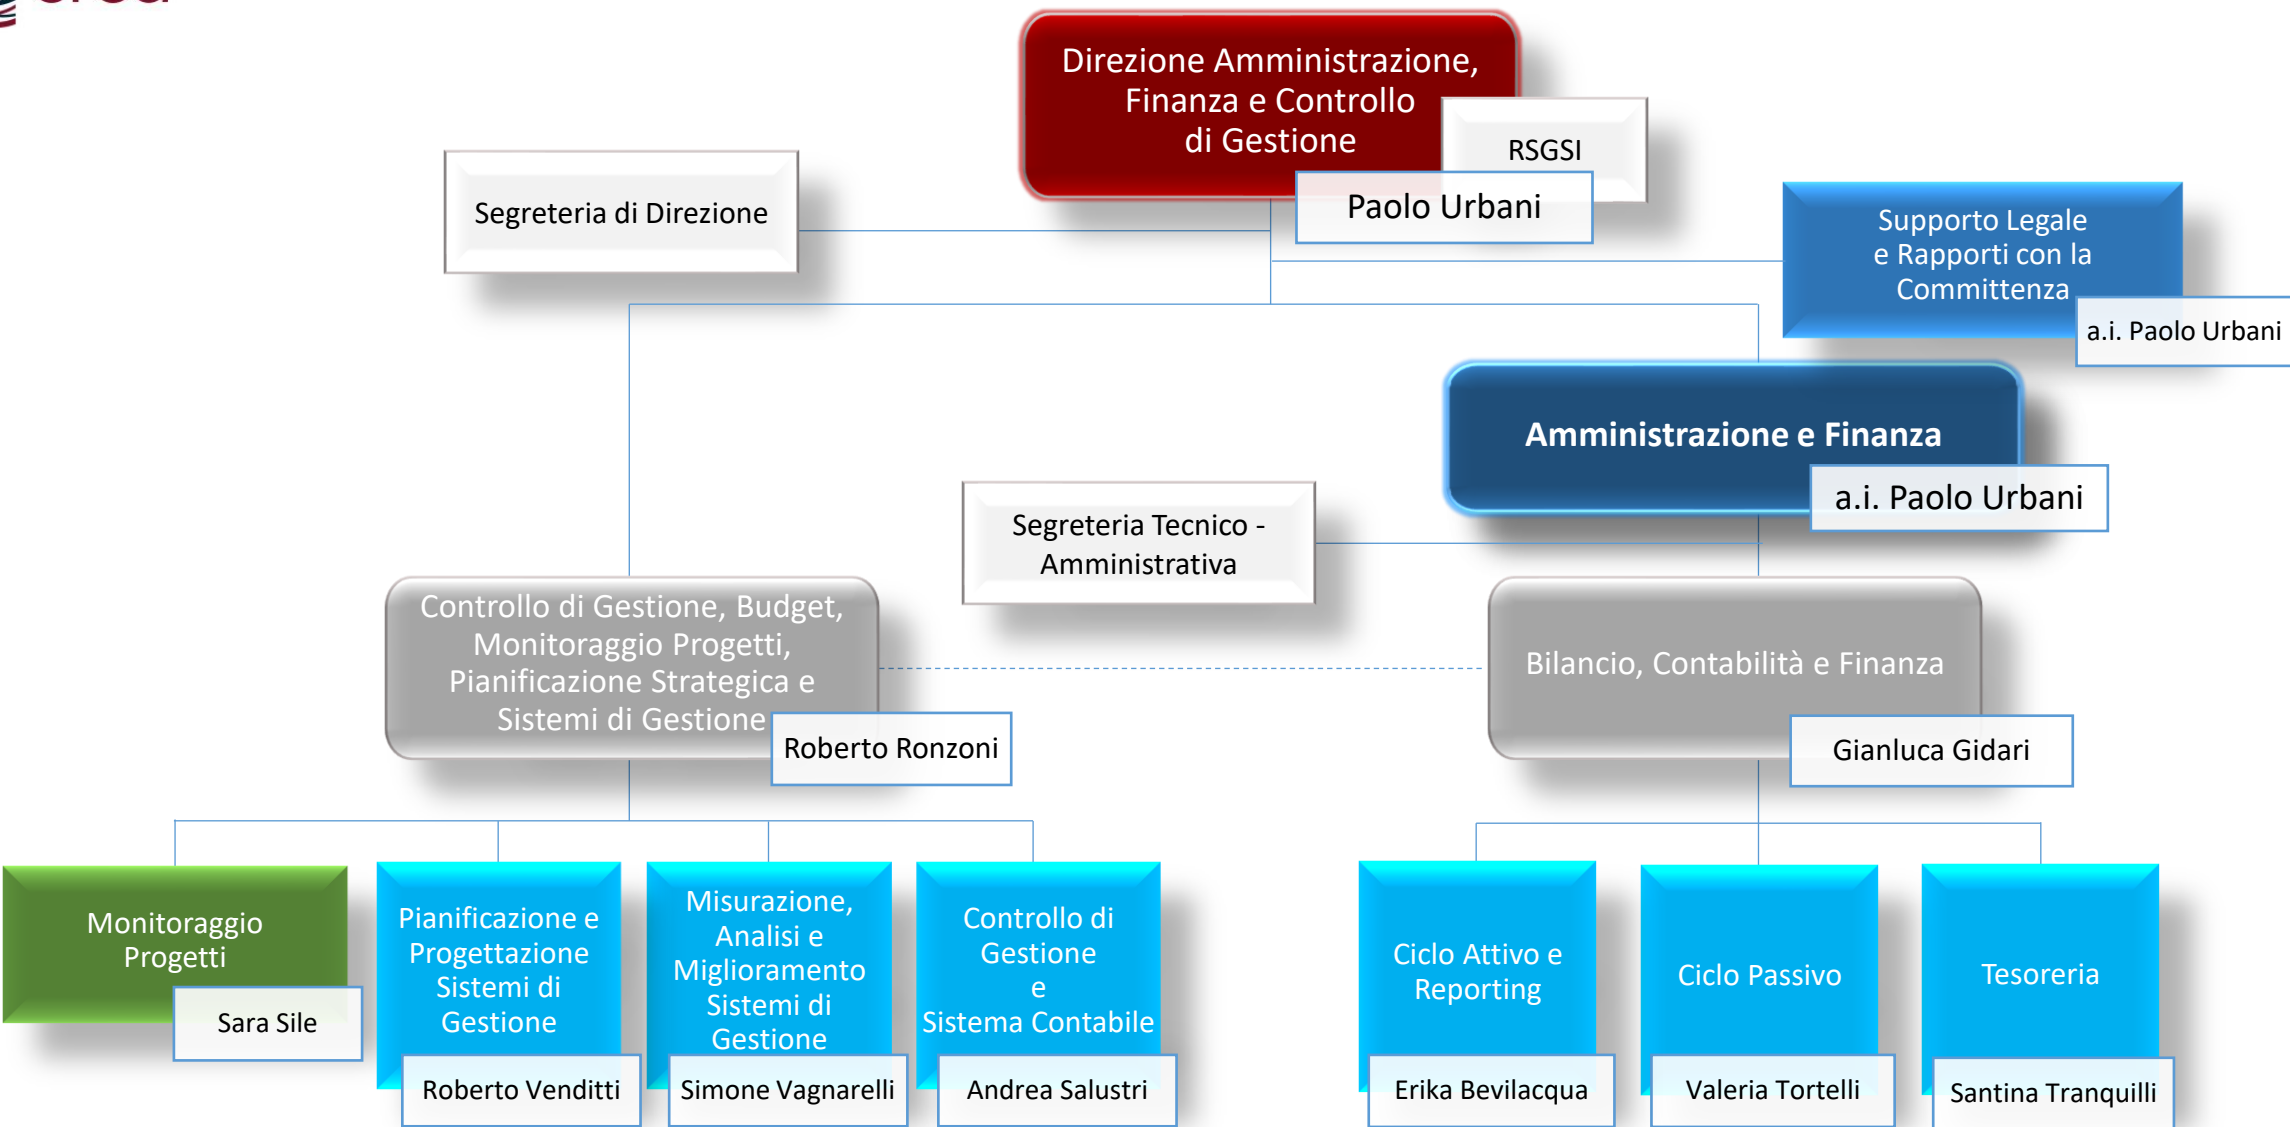 Direzione Amministrazione,
Finanza e Controllo
di Gestione
RSGSI
Paolo Urbani
Segreteria di Direzione
Supporto Legale
e Rapporti con la
Committenza
a.i. Paolo Urbani
Amministrazione e Finanza
a.i. Paolo Urbani
Segreteria Tecnico -
Amministrativa
Controllo di Gestione, Budget,
Monitoraggio Progetti,
Pianificazione Strategica e
Sistemi di Gestione
Roberto Ronzoni
Bilancio, Contabilità e Finanza
Gianluca Gidari
Monitoraggio
Progetti
Sara Sile
Pianificazione e
Progettazione
Sistemi di
Gestione
Roberto Venditti
Misurazione,
Analisi e
Miglioramento
Sistemi di
Gestione
Simone Vagnarelli
Controllo di
Gestione
e
Sistema Contabile
Andrea Salustri
Ciclo Attivo e
Reporting
Erika Bevilacqua
Ciclo Passivo
Valeria Tortelli
Tesoreria
Santina Tranquilli